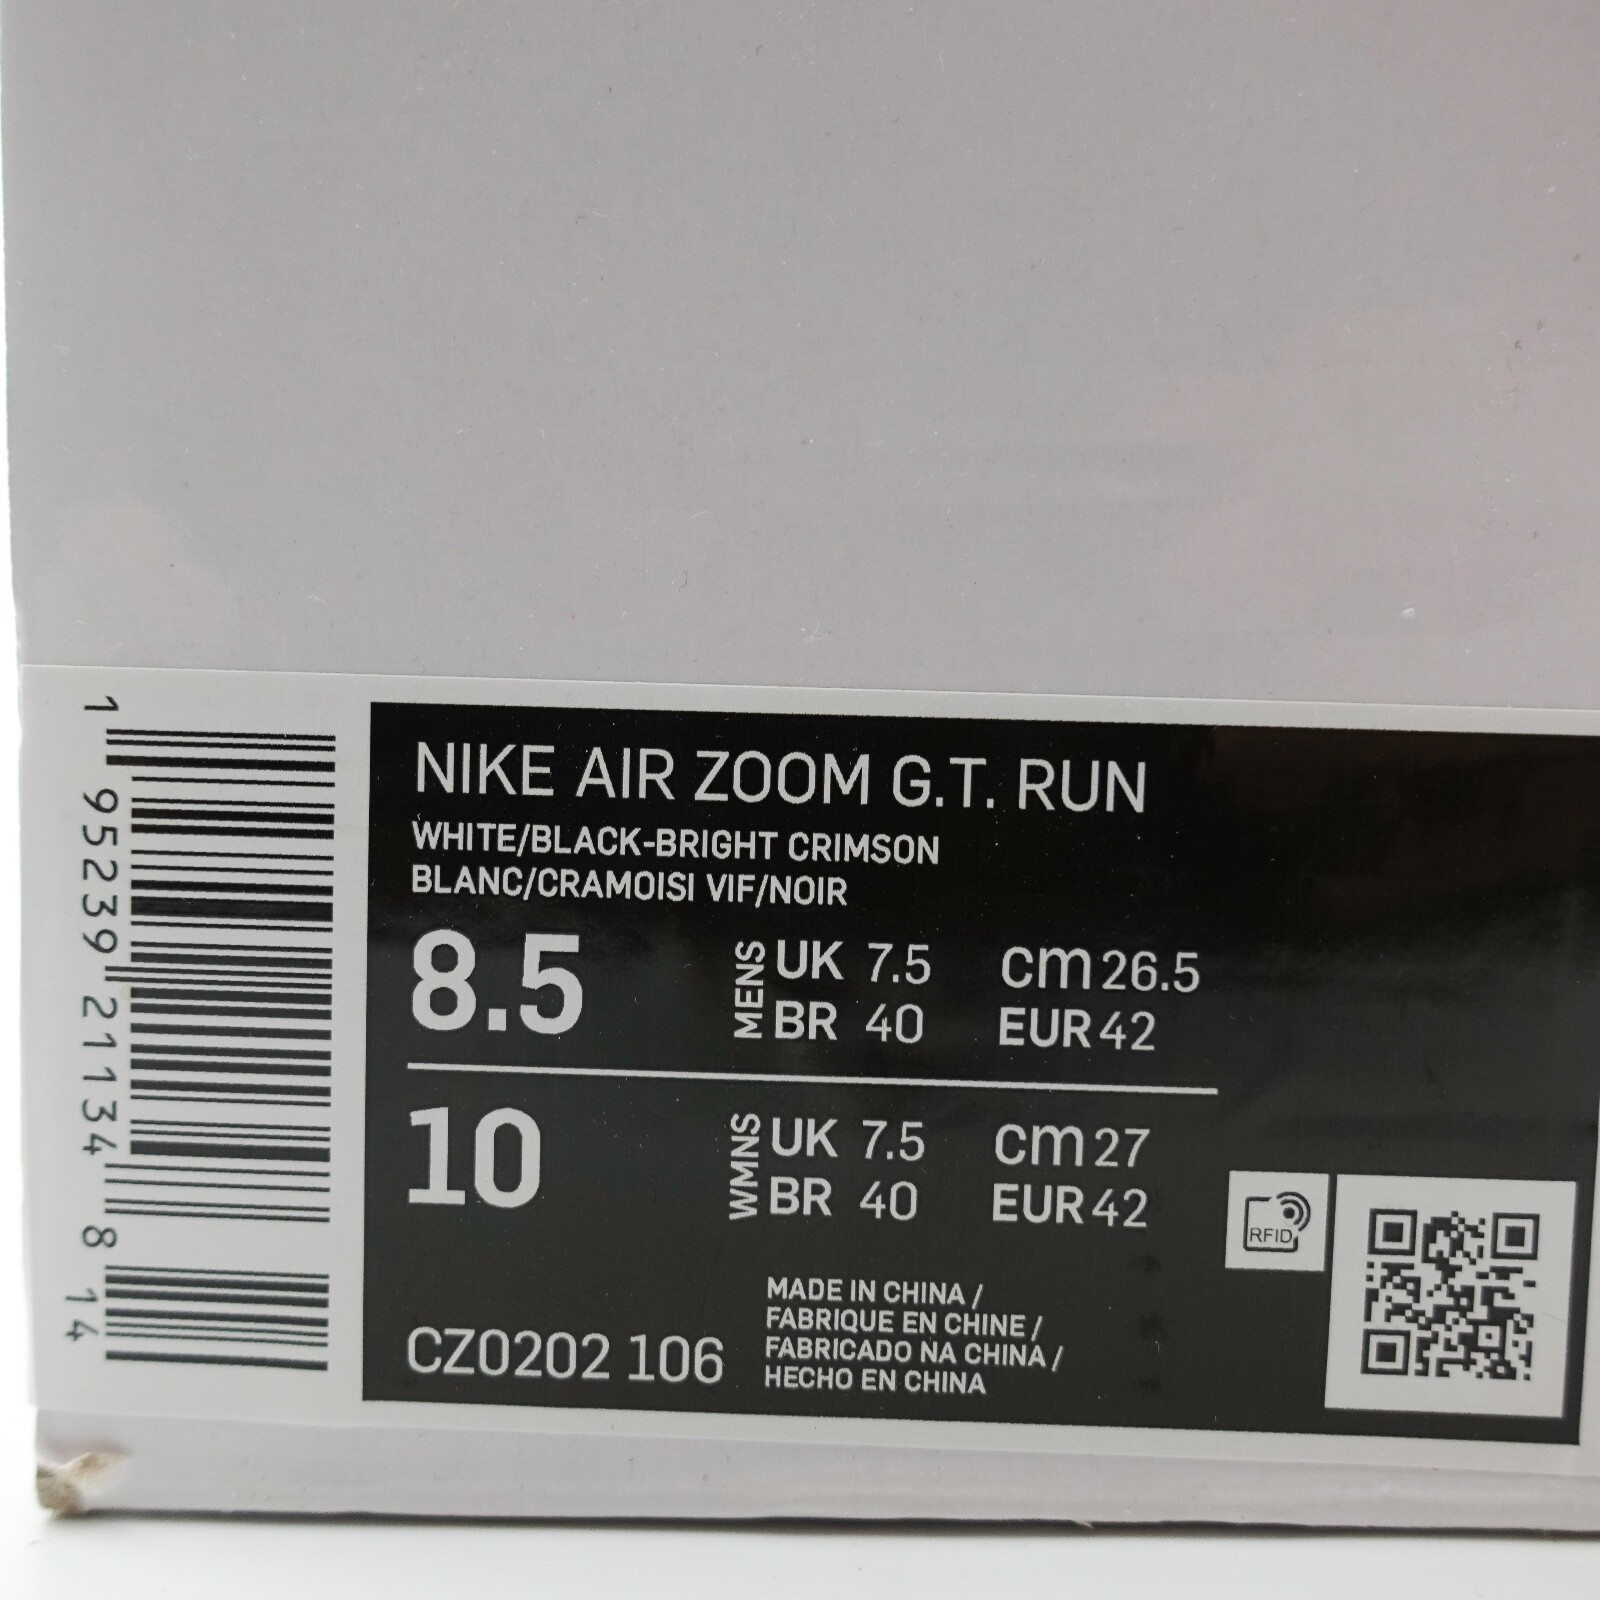 1 95239 21134 8 14
NIKE AIR ZOOM G.T. RUN
WHITE/BLACK-BRIGHT CRIMSON
BLANC/CRAMOISI VIF/NOIR
8.5 MENS UK 7.5 cm 26.5
BR 40 EUR 42
10 WMNS UK 7.5 cm 27
BR 40 EUR 42
RFID
MADE IN CHINA /
FABRIQUE EN CHINE /
FABRICADO NA CHINA /
HECHO EN CHINA
CZ0202 106